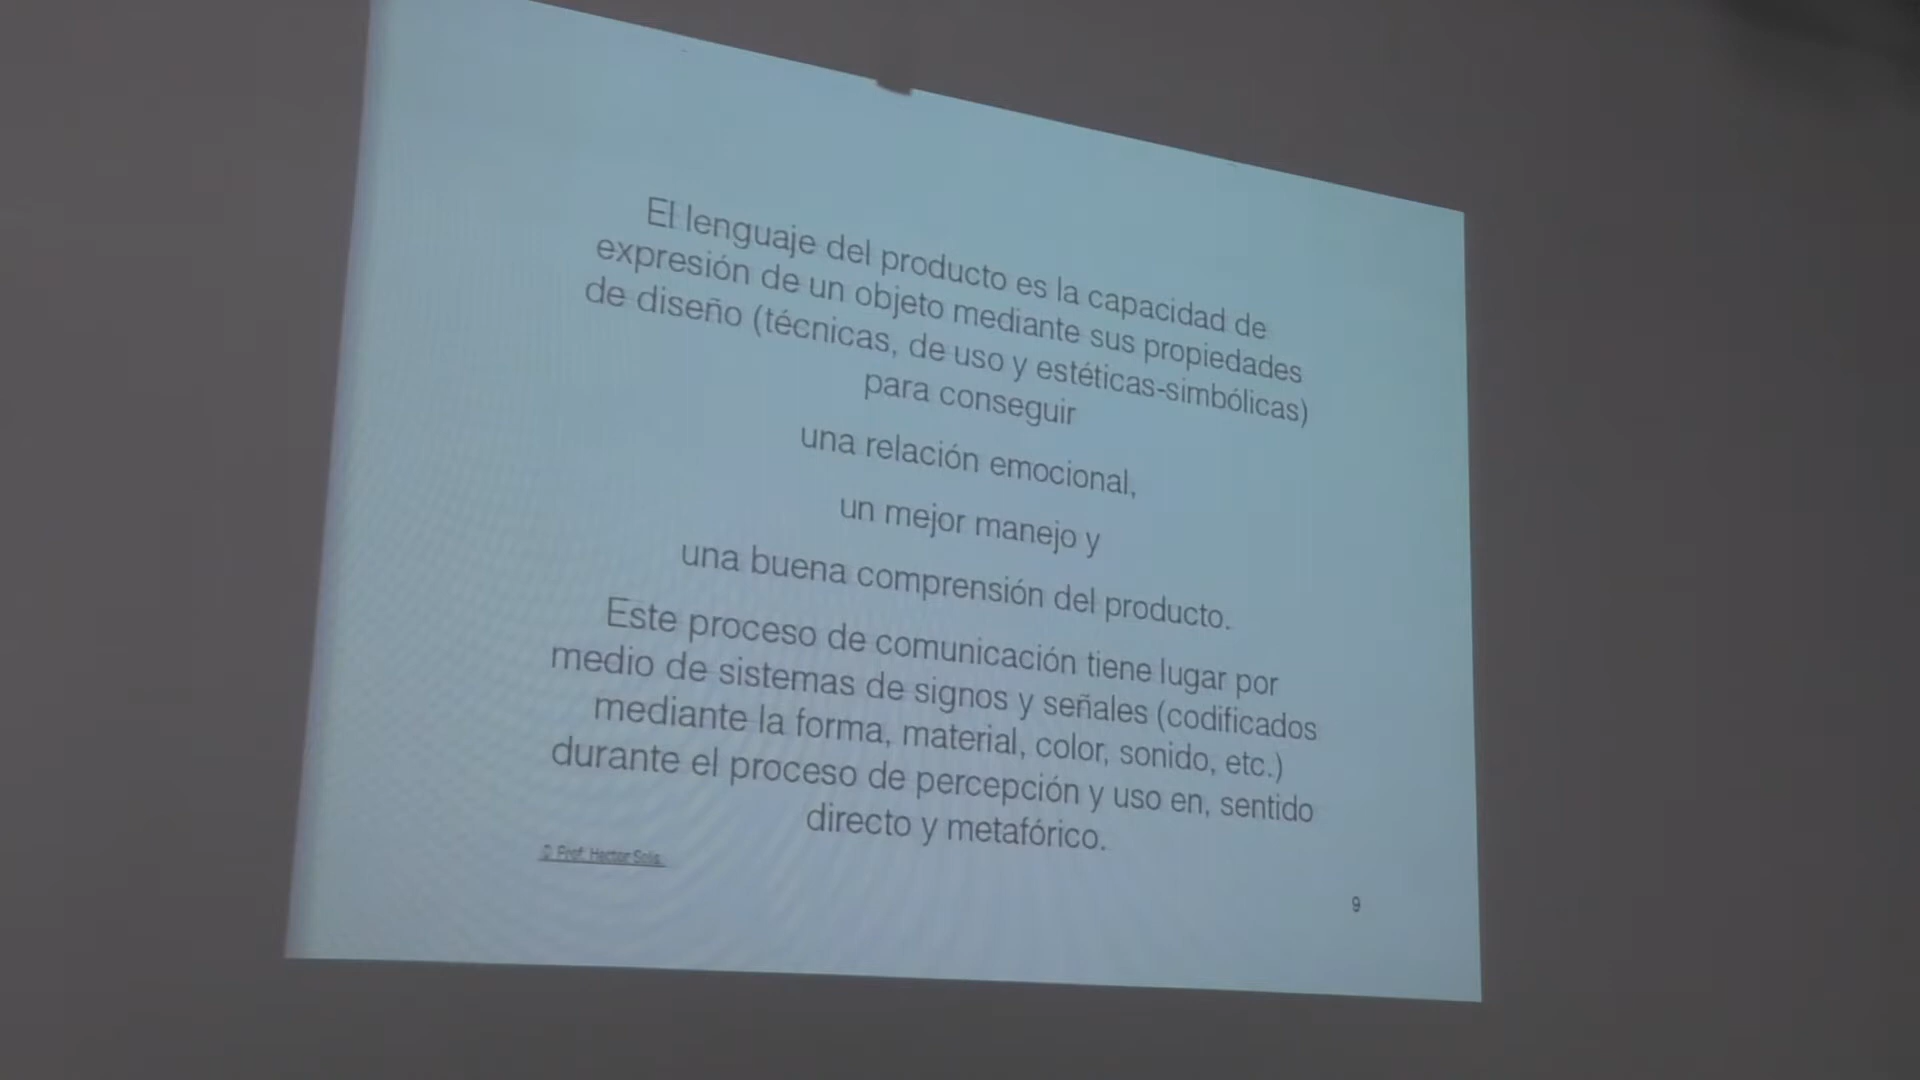 El lenguaje del producto es la capacidad de
expresión de un objeto mediante sus propiedades
de diseño (técnicas, de uso y estéticas-simbólicas)
para conseguir
una relación emocional,
un mejor manejo y
una buena comprensión del producto.
Este proceso de comunicación tiene lugar por
medio de sistemas de signos y señales (codificados
mediante la forma, material, color, sonido, etc.)
durante el proceso de percepción y uso en, sentido
directo y metafórico.
© Prof. Hector Solis.
9